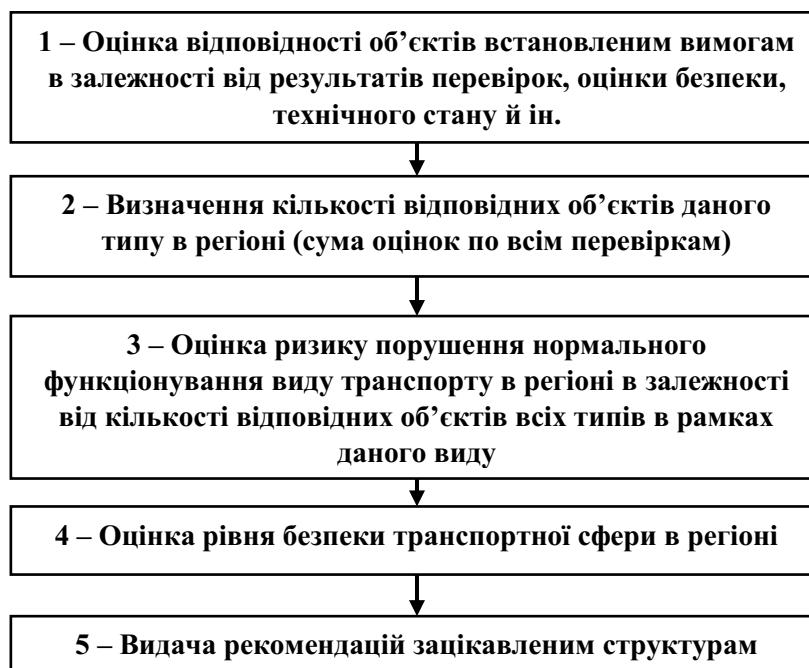 1 – Оцінка відповідності об’єктів встановленим вимогам
в залежності від результатів перевірок, оцінки безпеки,
технічного стану й ін.
2 – Визначення кількості відповідних об’єктів даного
типу в регіоні (сума оцінок по всім перевіркам)
3 – Оцінка ризику порушення нормального
функціонування виду транспорту в регіоні в залежності
від кількості відповідних об’єктів всіх типів в рамках
даного виду
4 – Оцінка рівня безпеки транспортної сфери в регіоні
5 – Видача рекомендацій зацікавленим структурам